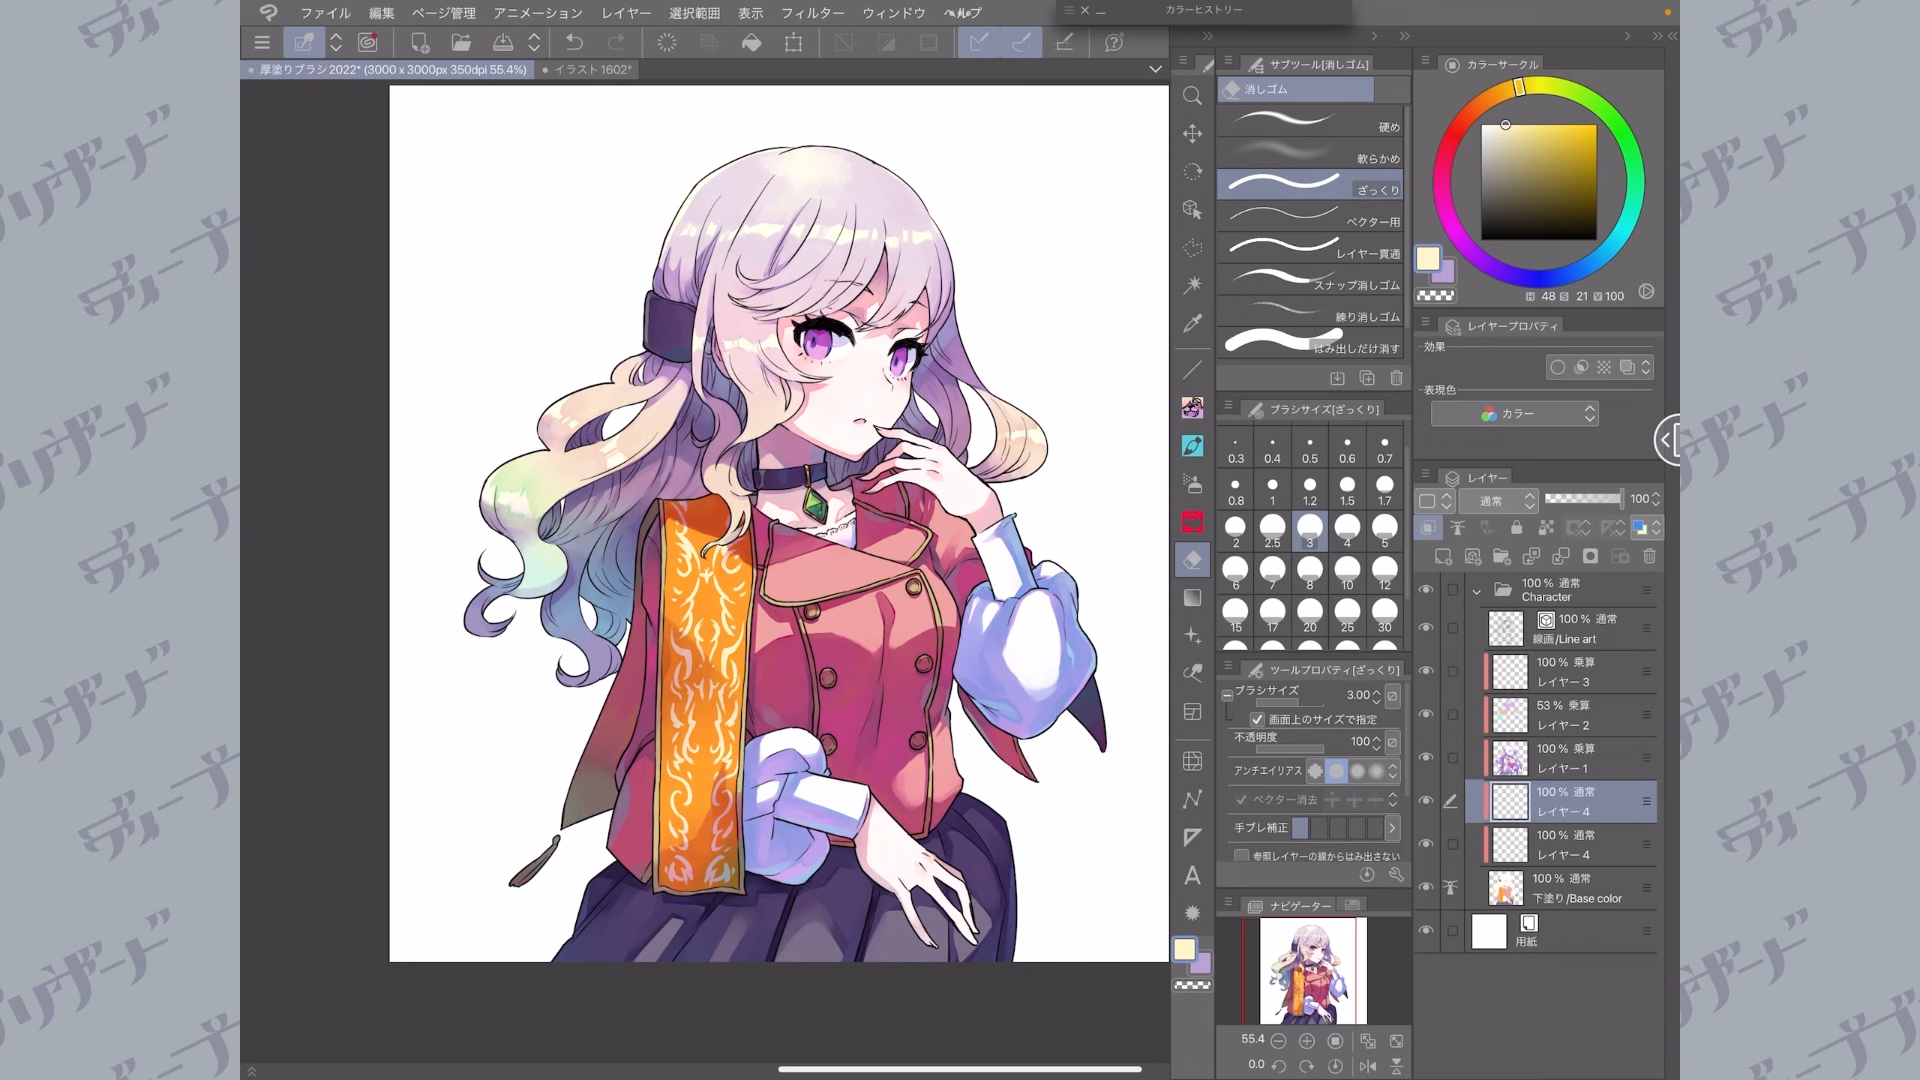 ファイル 編集 ページ管理 アニメーション レイヤー 選択範囲 表示 フィルター ウィンドウ ヘルプ
カラーヒストリー
厚塗りブラシ 2022* (3000 x 3000px 350dpi 55.4%)
イラスト 1602*
サブツール[消しゴム]
消しゴム
硬め
軟らかめ
ざっくり
ベクター用
レイヤー貫通
スナップ消しゴム
練り消しゴム
はみ出しだけ消す
ブラシサイズ[ざっくり]
0.3 0.4 0.5 0.6 0.7
0.8 1 1.2 1.5 1.7
2 2.5 3 4 5
6 7 8 10 12
15 17 20 25 30
ツールプロパティ[ざっくり]
ブラシサイズ 3.00
画面上のサイズで指定
不透明度 100
アンチエイリアス
ベクター消去
手ブレ補正
参照レイヤーの線からはみ出さない
ナビゲーター
55.4
0.0
カラーサークル
H 48 S 21 V 100
レイヤープロパティ
効果
表現色
カラー
レイヤー
通常 100
100 % 通常
Character
100 % 通常
線画/Line art
100 % 乗算
レイヤー 3
53 % 乗算
レイヤー 2
100 % 乗算
レイヤー 1
100 % 通常
レイヤー 4
100 % 通常
レイヤー 4
100 % 通常
下塗り/Base color
用紙
A
ディープブリザード